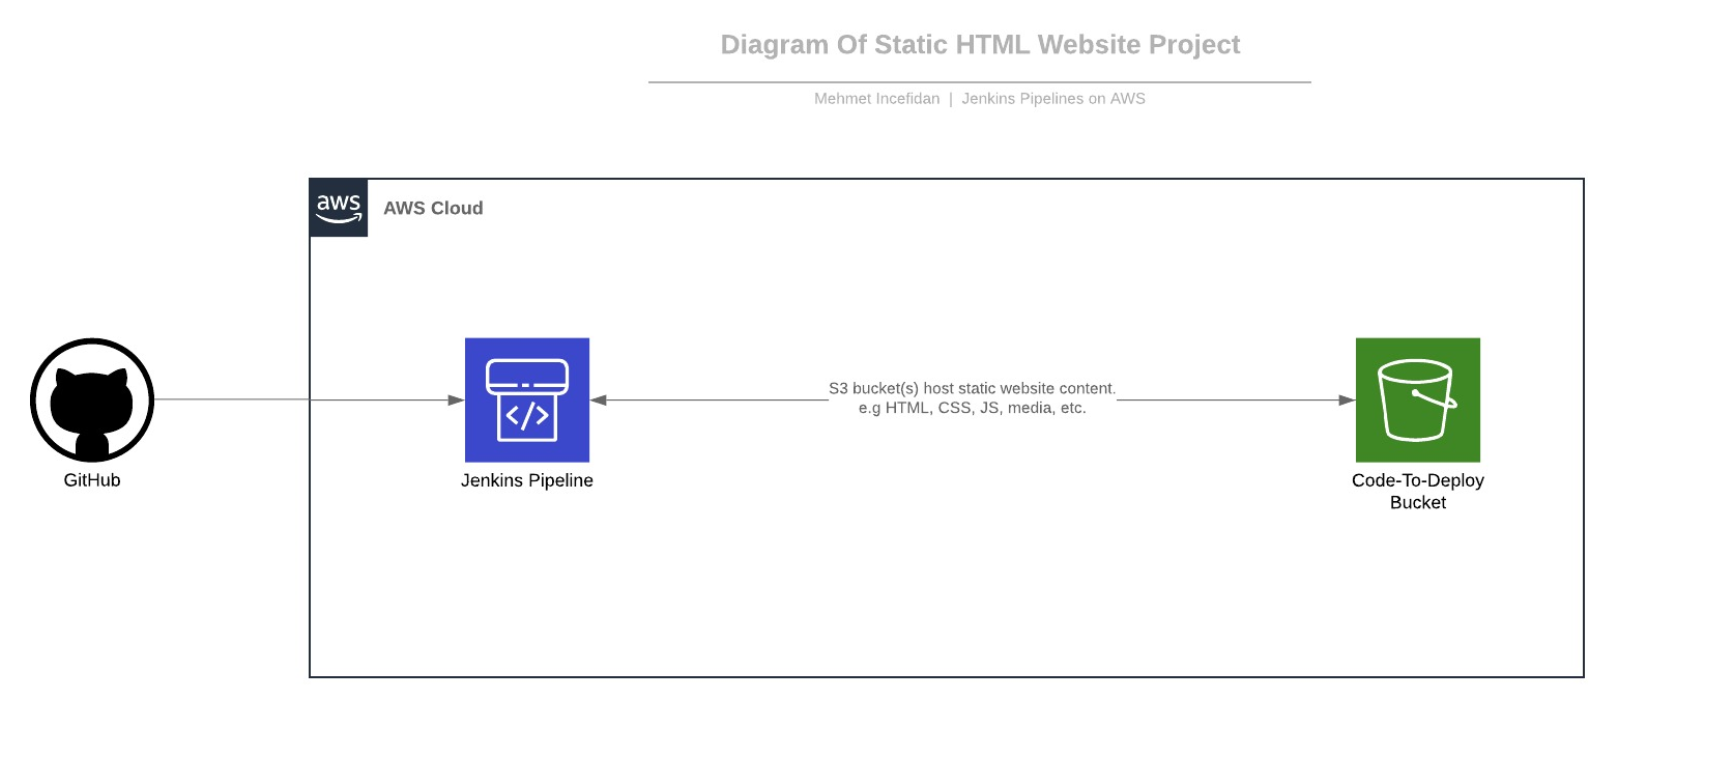 Diagram Of Static HTML Website Project
Mehmet Incefidan | Jenkins Pipelines on AWS
aws
AWS Cloud
S3 bucket(s) host static website content.
e.g HTML, CSS, JS, media, etc.
GitHub
Jenkins Pipeline
Code-To-Deploy
Bucket